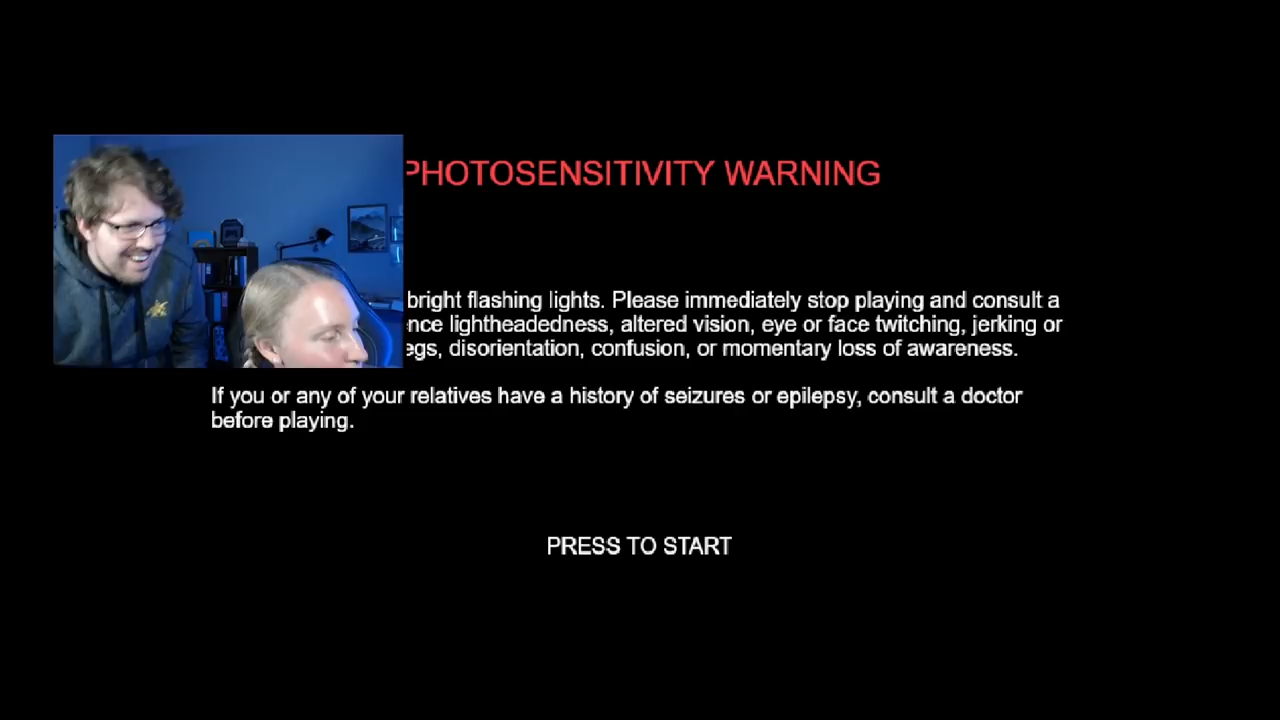 PHOTOSENSITIVITY WARNING
bright flashing lights. Please immediately stop playing and consult a
lightheadedness, altered vision, eye or face twitching, jerking or
disorientation, confusion, or momentary loss of awareness.
If you or any of your relatives have a history of seizures or epilepsy, consult a doctor
before playing.
PRESS TO START